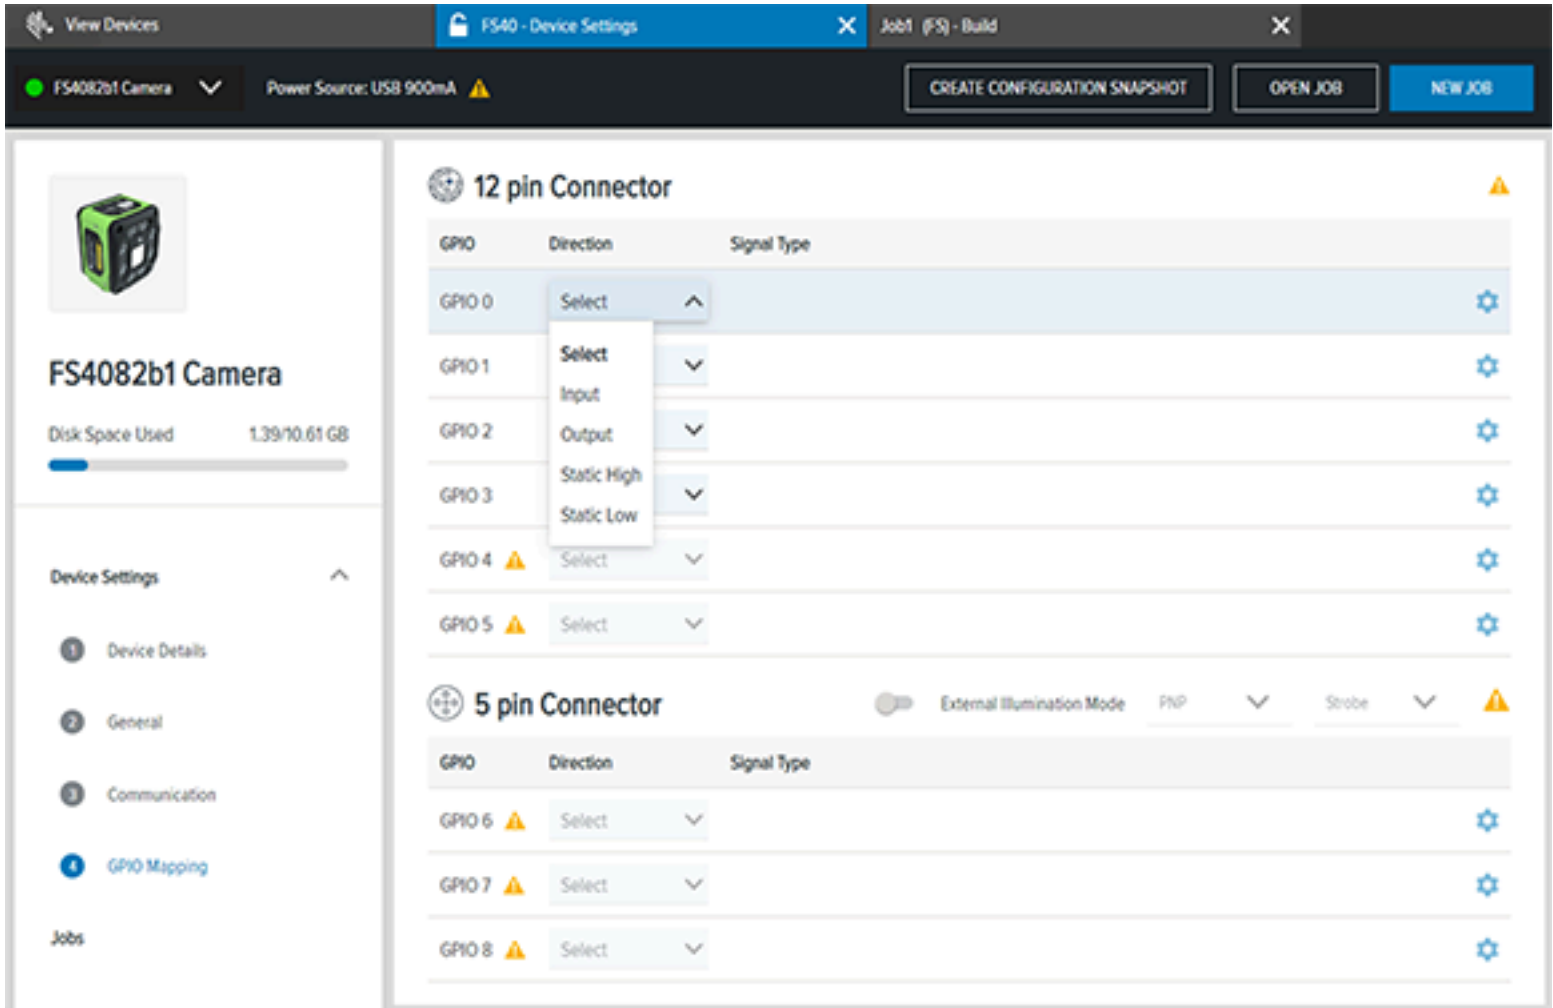 View Devices FS40 - Device Settings Job1 (FS) - Build
FS4082b1 Camera Power Source: USB 900mA CREATE CONFIGURATION SNAPSHOT OPEN JOB NEW JOB
FS4082b1 Camera
Disk Space Used 1.39/10.61 GB
Device Settings
1 Device Details
2 General
3 Communication
4 GPIO Mapping
Jobs
12 pin Connector
GPIO Direction Signal Type
GPIO 0 Select
Select
Input
Output
Static High
Static Low
GPIO 1
GPIO 2
GPIO 3
GPIO 4 Select
GPIO 5 Select
5 pin Connector External Illumination Mode PNP Strobe
GPIO Direction Signal Type
GPIO 6 Select
GPIO 7 Select
GPIO 8 Select